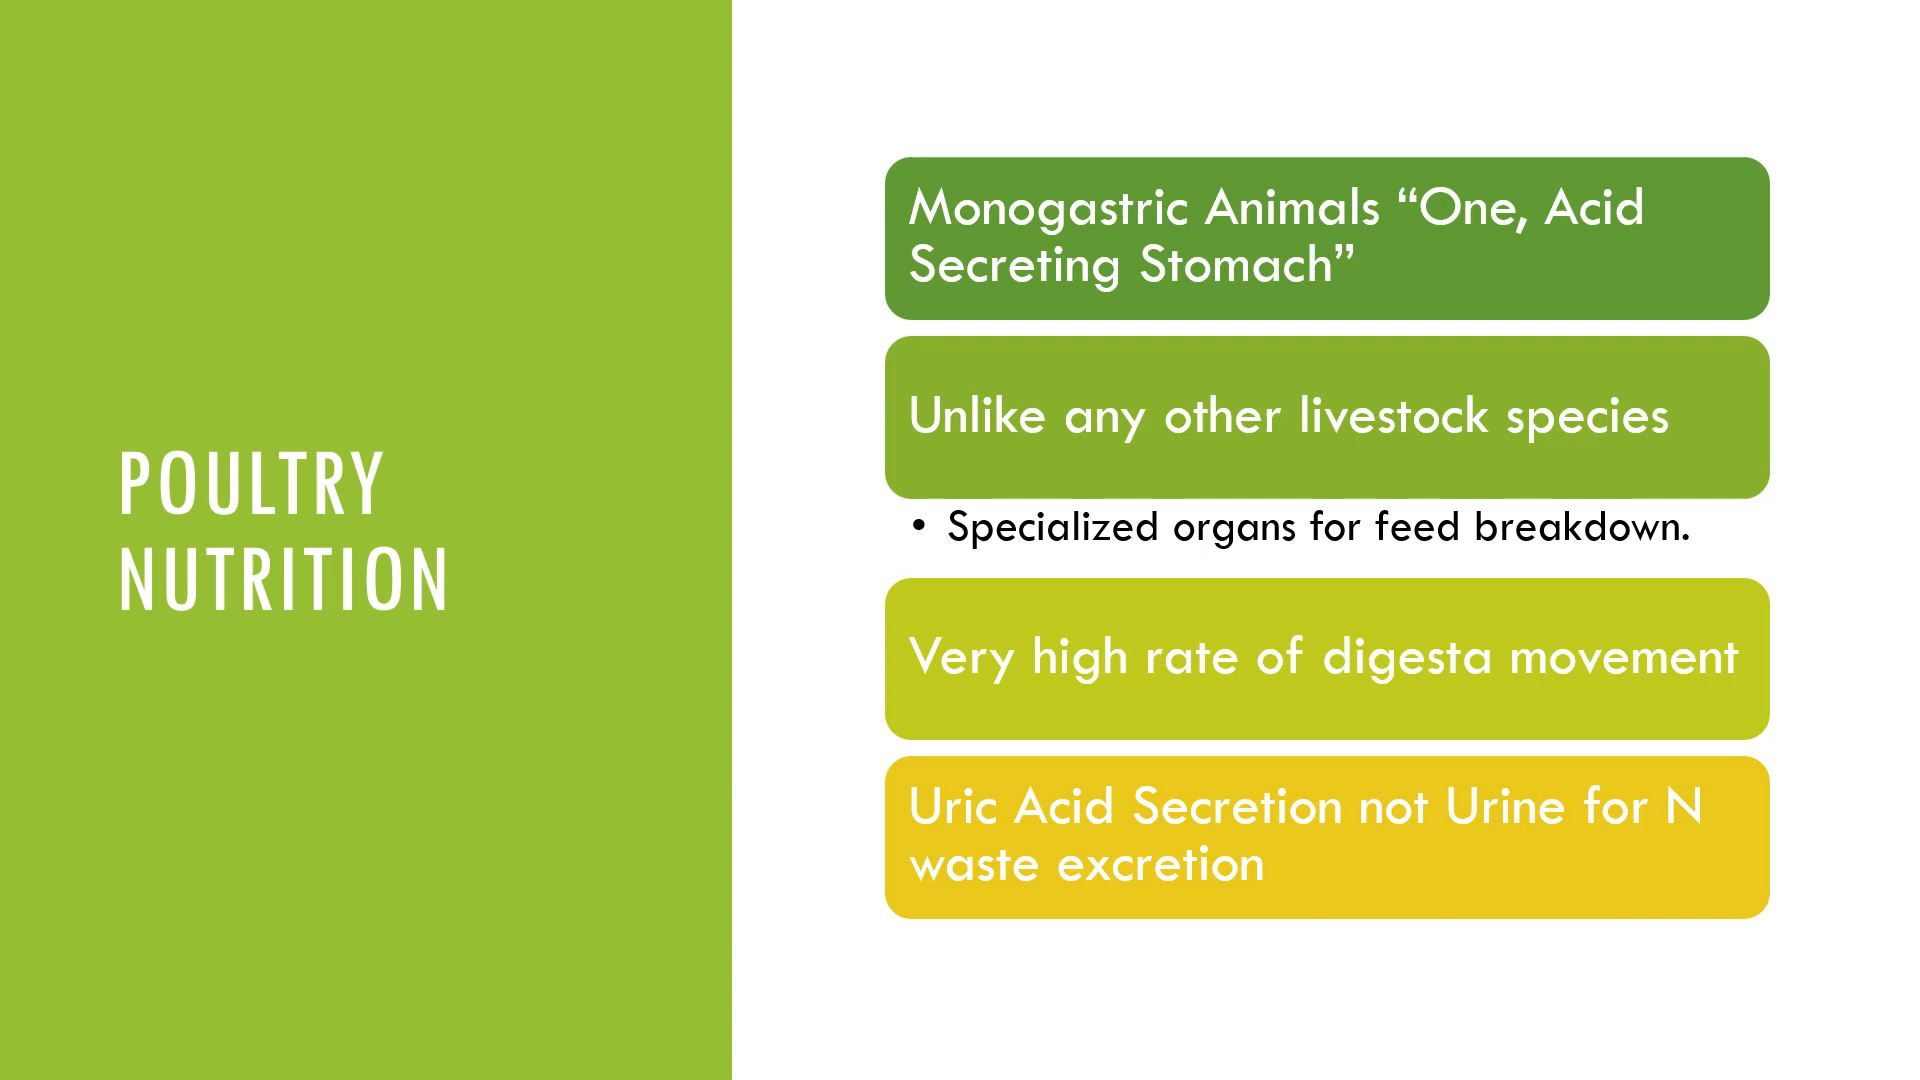 POULTRY
NUTRITION
Monogastric Animals “One, Acid
Secreting Stomach”
Unlike any other livestock species
• Specialized organs for feed breakdown.
Very high rate of digesta movement
Uric Acid Secretion not Urine for N
waste excretion